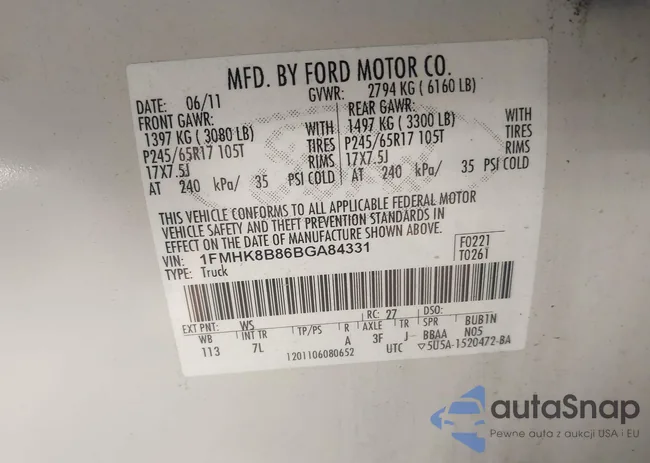 MFD. BY FORD MOTOR CO.
DATE: 06/11 GVWR: 2794 KG ( 6160 LB)
FRONT GAWR: REAR GAWR:
1397 KG ( 3080 LB) WITH 1497 KG ( 3300 LB) WITH
P245/65R17 105T TIRES P245/65R17 105T TIRES
17X7.5J RIMS 17X7.5J RIMS
AT 240 kPa/ 35 PSI COLD AT 240 kPa/ 35 PSI COLD
THIS VEHICLE CONFORMS TO ALL APPLICABLE FEDERAL MOTOR
VEHICLE SAFETY AND THEFT PREVENTION STANDARDS IN
EFFECT ON THE DATE OF MANUFACTURE SHOWN ABOVE.
VIN: 1FMHK8B86BGA84331 F0221
TYPE: Truck T0261
EXT PNT: WS RC: 27 DSO:
WB INT TR TP/PS R AXLE TR SPR BUB1N
113 7L A 3F J BBAA N05
1201106080652 UTC ▽5U5A-1520472-BA
autaSnap
Pewne auta z aukcji USA i EU